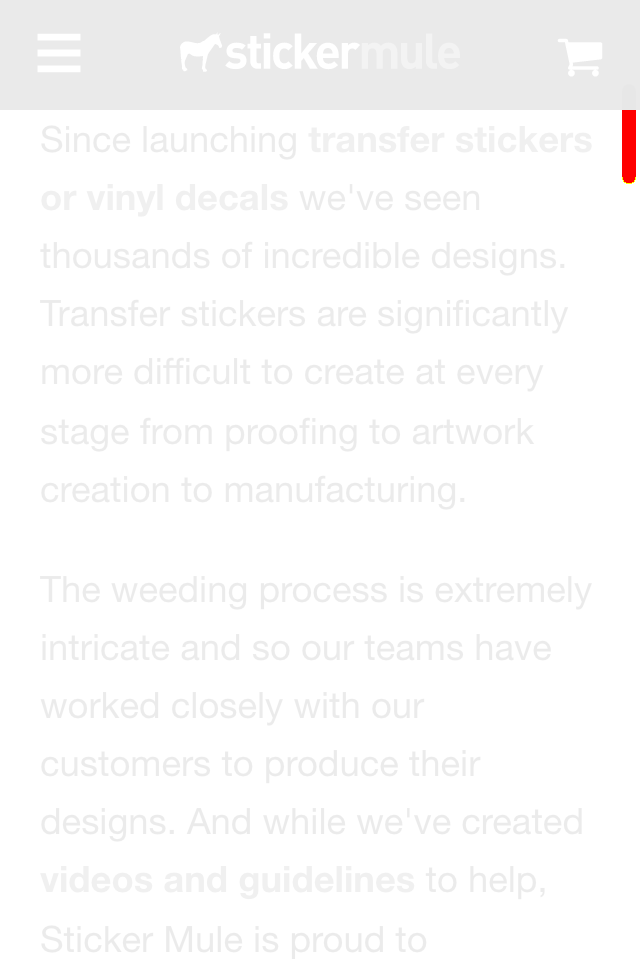 stickermule
Since launching transfer stickers
or vinyl decals we've seen
thousands of incredible designs.
Transfer stickers are significantly
more difficult to create at every
stage from proofing to artwork
creation to manufacturing.
The weeding process is extremely
intricate and so our teams have
worked closely with our
customers to produce their
designs. And while we've created
videos and guidelines to help,
Sticker Mule is proud to